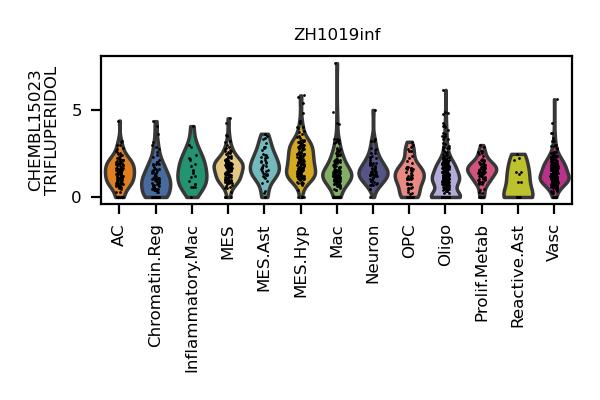 ZH1019inf
CHEMBL15023
TRIFLUPERIDOL
5
0
AC
Chromatin.Reg
Inflammatory.Mac
MES
MES.Ast
MES.Hyp
Mac
Neuron
OPC
Oligo
Prolif.Metab
Reactive.Ast
Vasc